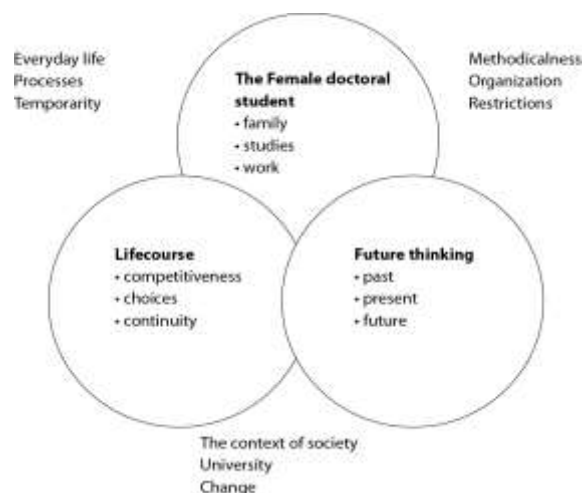 Everyday life
Processes
Temporarity
The Female doctoral
student
• family
• studies
• work
Methodicalness
Organization
Restrictions
Lifecourse
• competitiveness
• choices
• continuity
Future thinking
• past
• present
• future
The context of society
University
Change